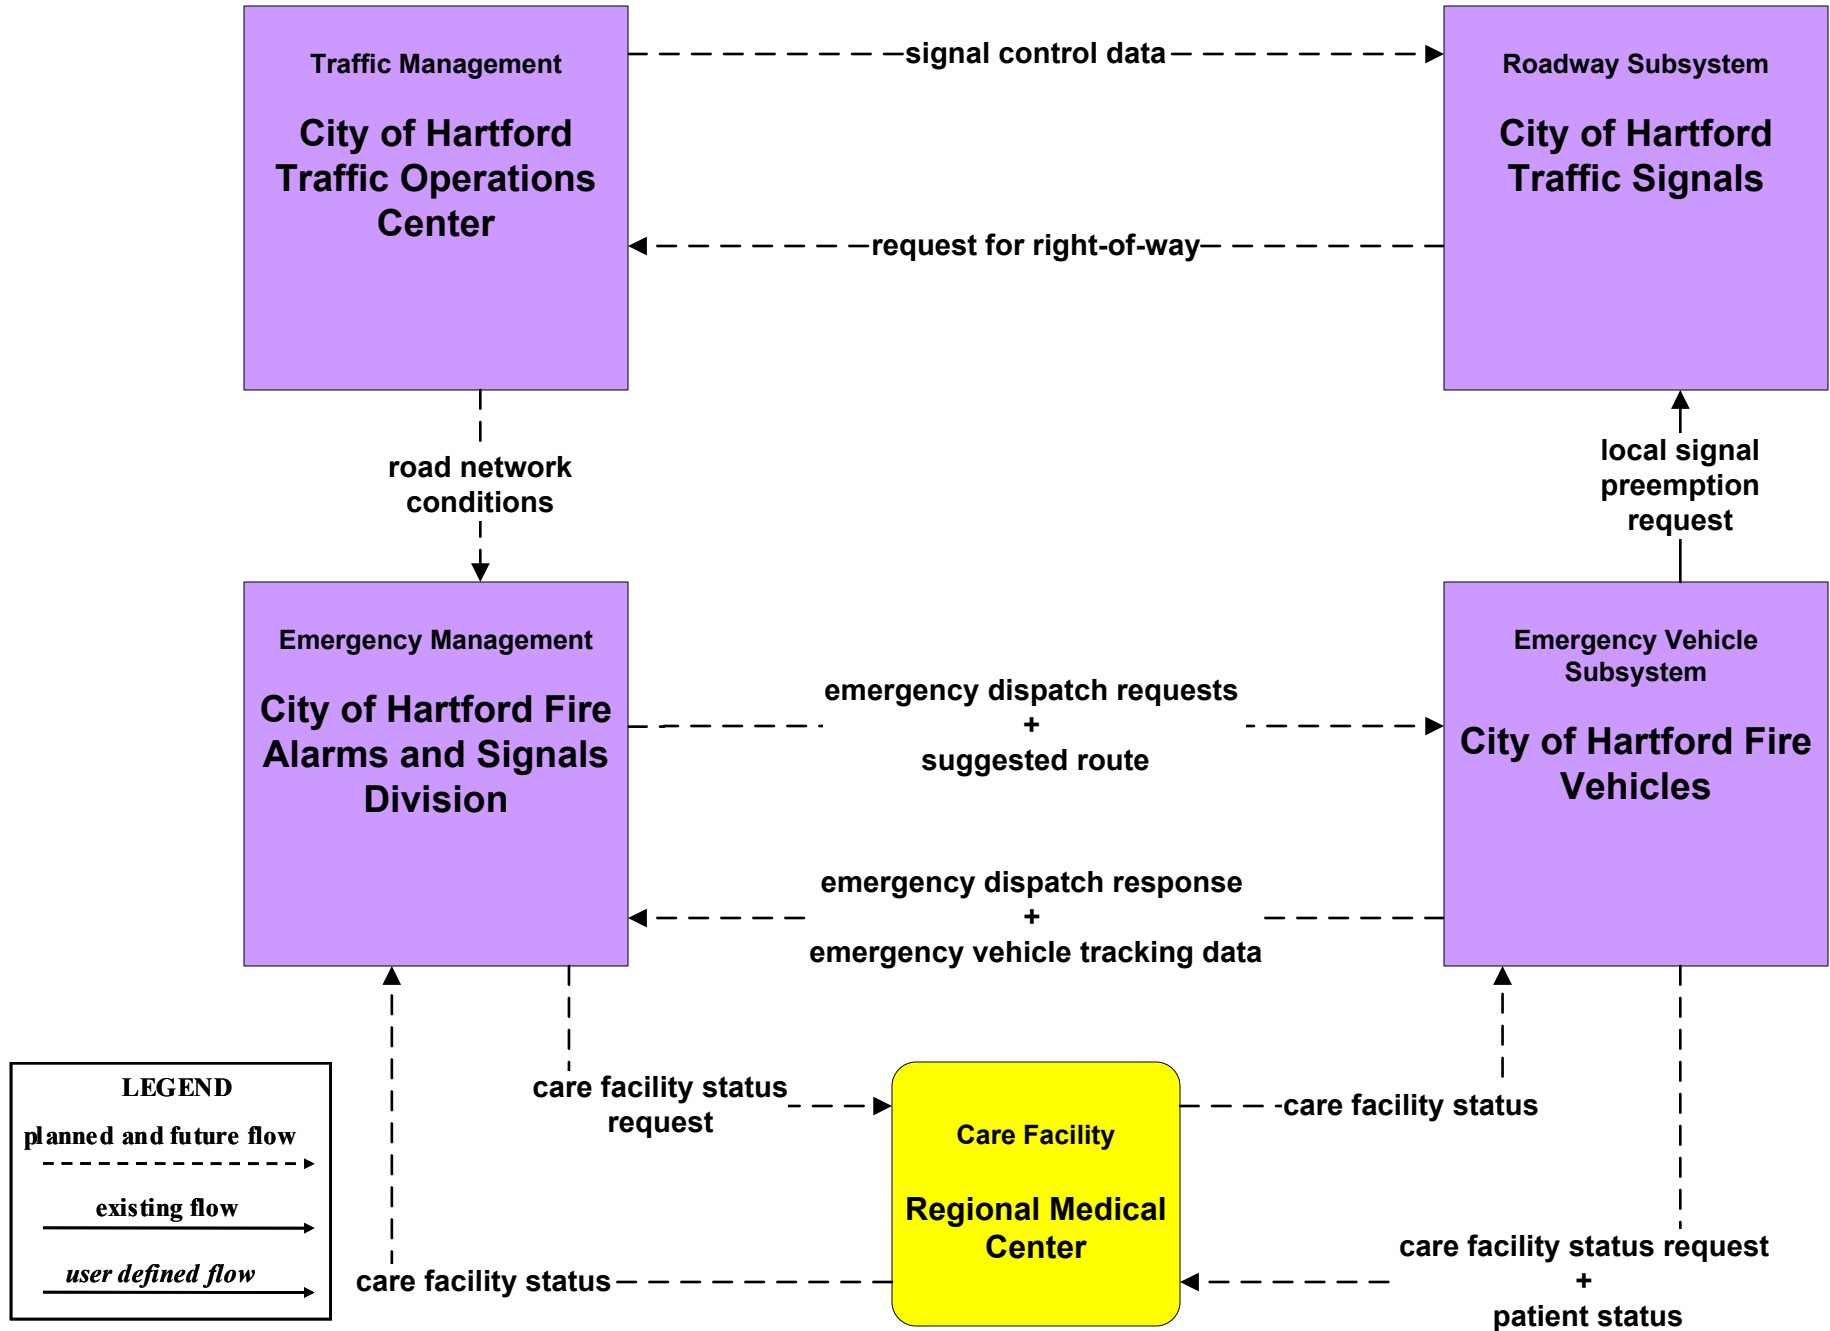 Traffic Management
City of Hartford
Traffic Operations
Center
signal control data
request for right-of-way
Roadway Subsystem
City of Hartford
Traffic Signals
road network
conditions
local signal
preemption
request
Emergency Management
City of Hartford Fire
Alarms and Signals
Division
emergency dispatch requests
+
suggested route
emergency dispatch response
+
emergency vehicle tracking data
Emergency Vehicle
Subsystem
City of Hartford Fire
Vehicles
LEGEND
planned and future flow
existing flow
user defined flow
care facility status
request
care facility status
Care Facility
Regional Medical
Center
care facility status
care facility status request
+
patient status